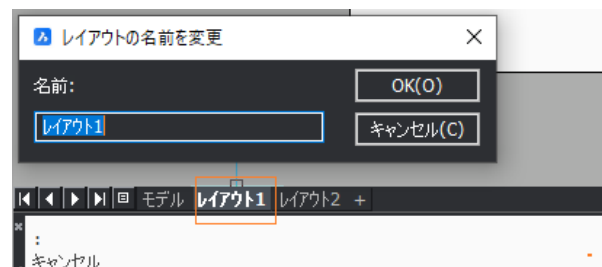 レイアウトの名前を変更
名前:
OK(O)
レイアウト1
キャンセル(C)
モデル レイアウト1 レイアウト2 +
:
キャンセル